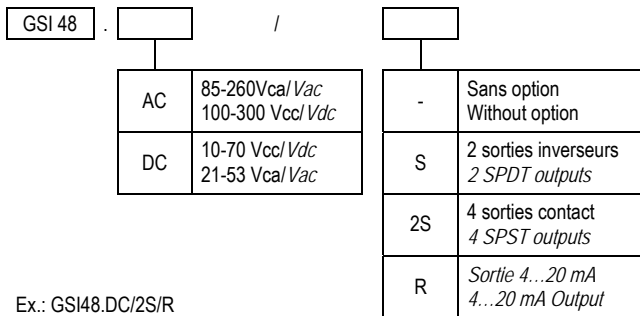 GSI 48 . /
AC
85-260Vca/Vac
100-300 Vcc/Vdc
DC
10-70 Vcc/Vdc
21-53 Vca/Vac
-
Sans option
Without option
S
2 sorties inverseurs
2 SPDT outputs
2S
4 sorties contact
4 SPST outputs
R
Sortie 4…20 mA
4…20 mA Output
Ex.: GSI48.DC/2S/R